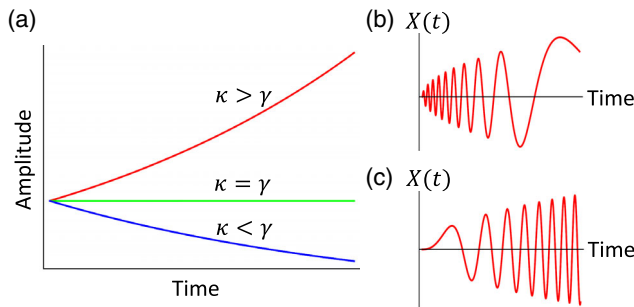 (a)
Amplitude
κ > γ
κ = γ
κ < γ
Time
(b)
X(t)
Time
(c)
X(t)
Time